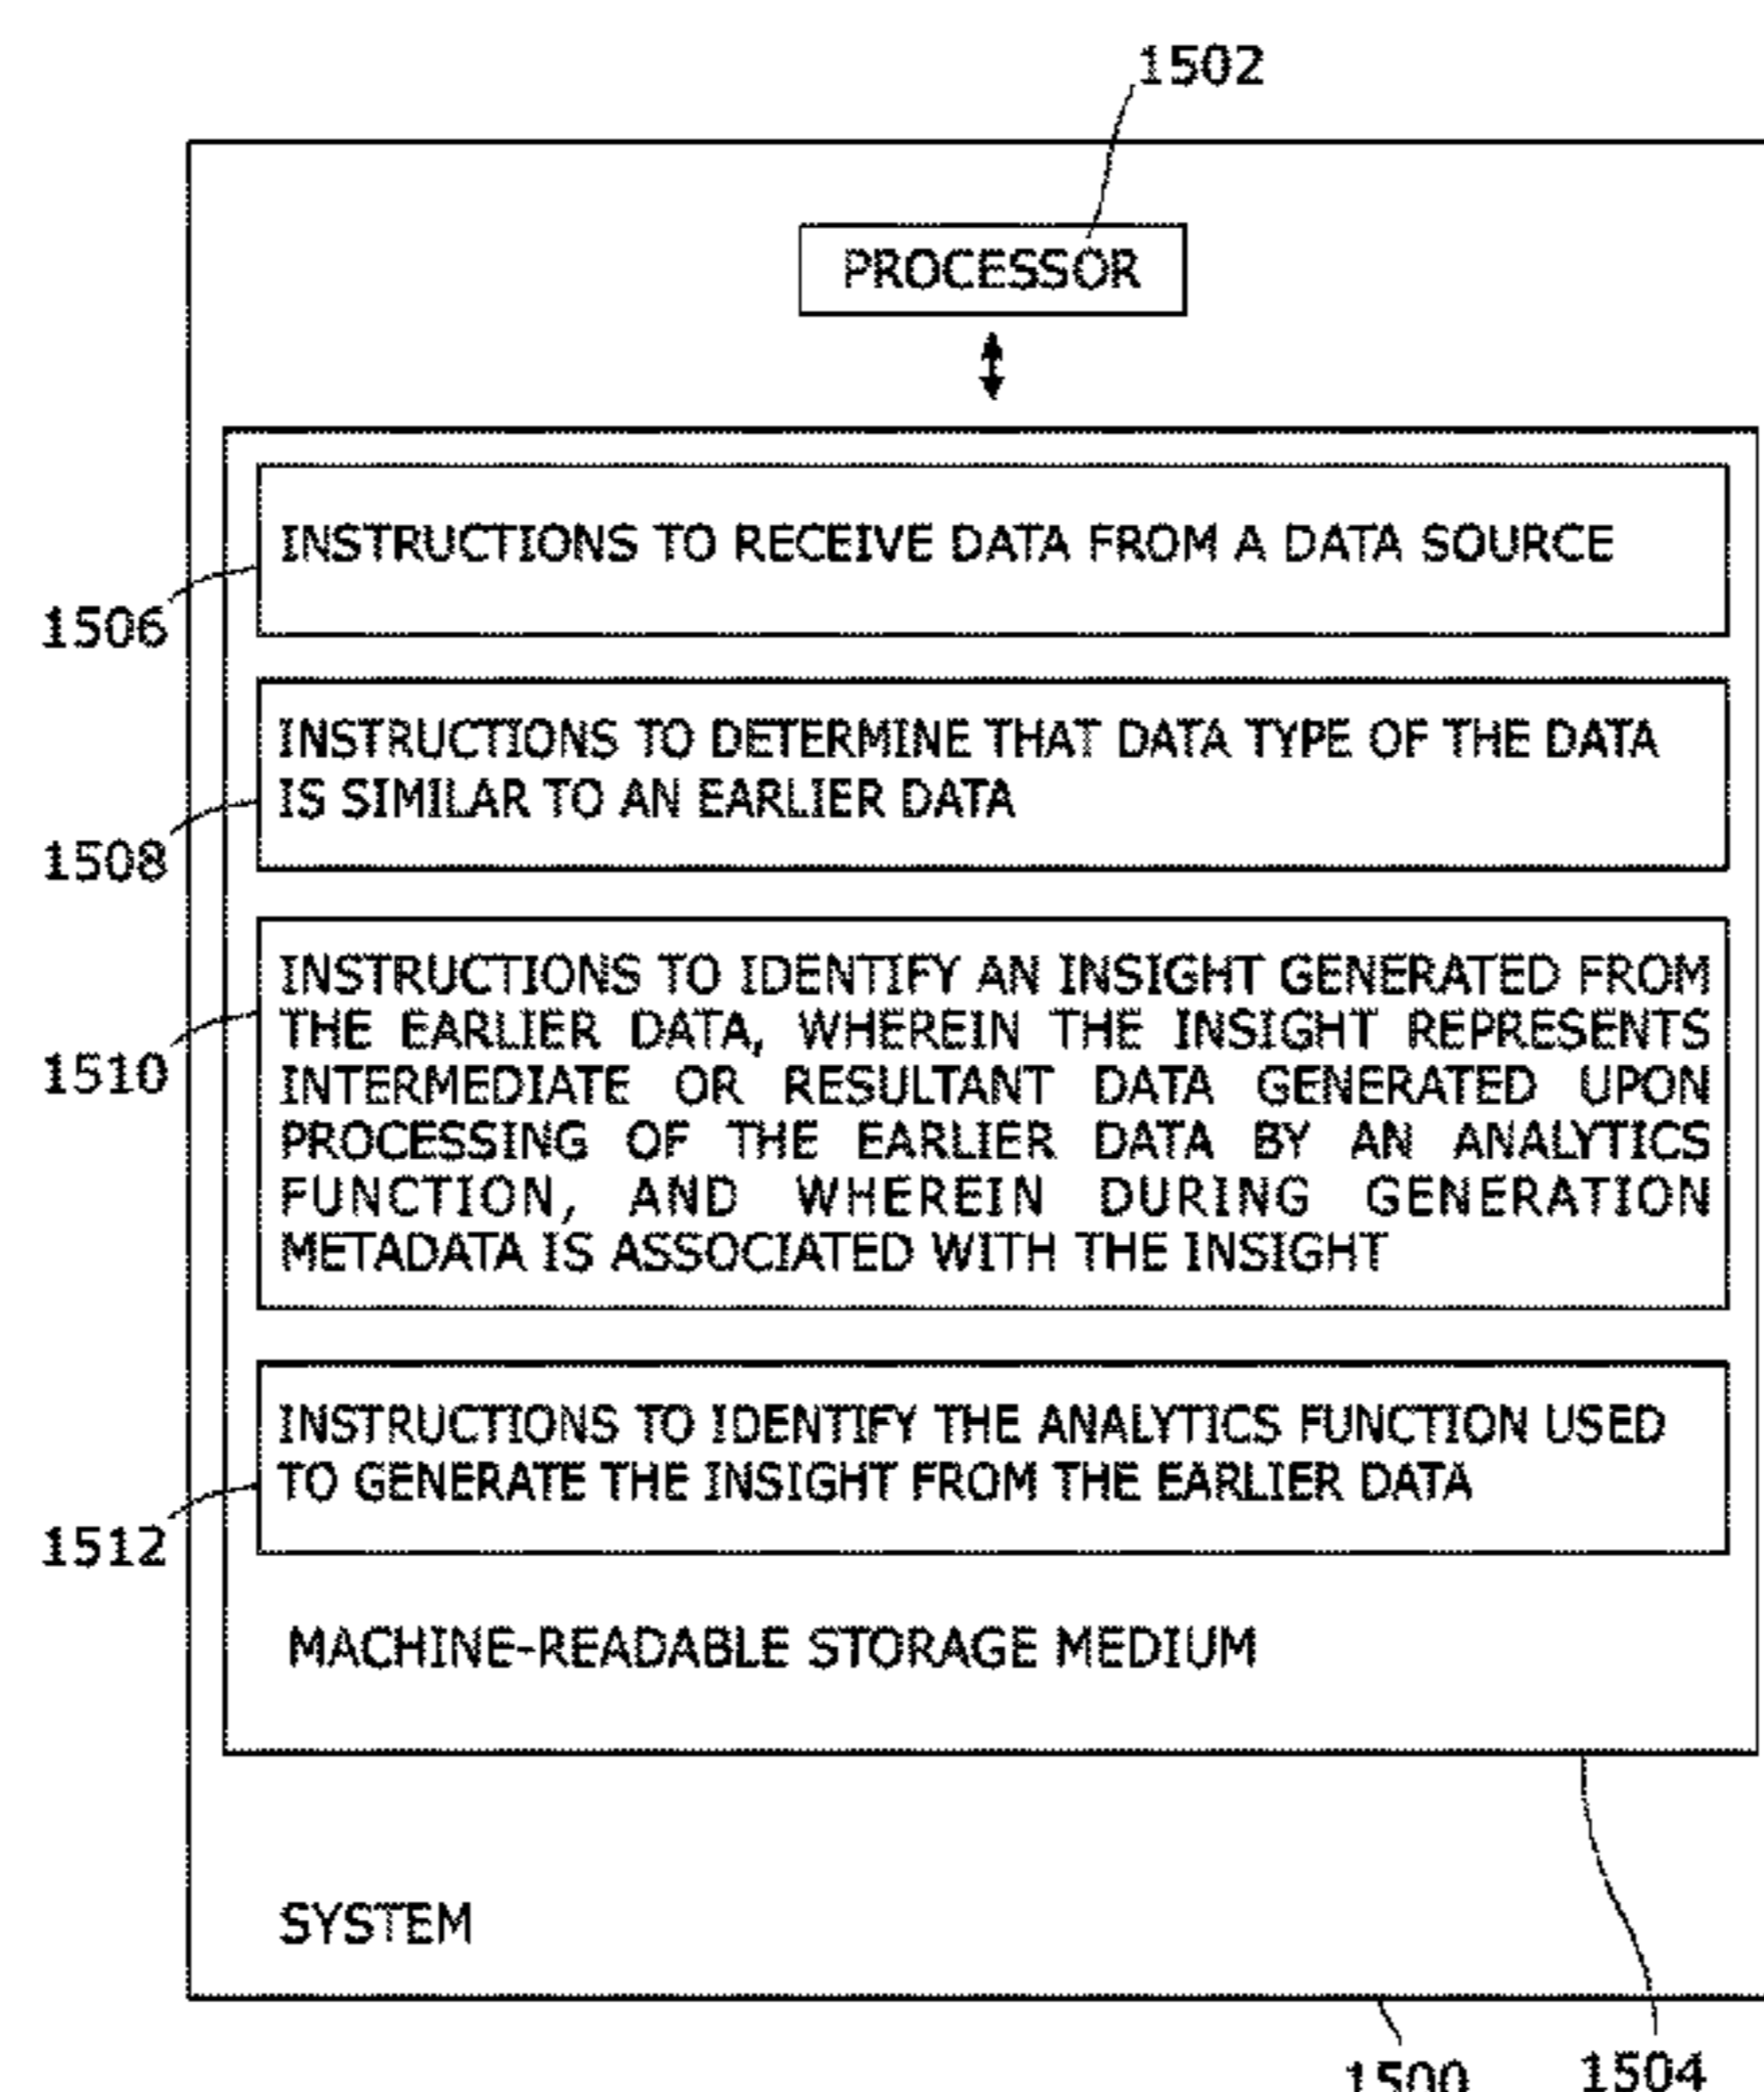 1502
PROCESSOR
INSTRUCTIONS TO RECEIVE DATA FROM A DATA SOURCE
1506
INSTRUCTIONS TO DETERMINE THAT DATA TYPE OF THE DATA
IS SIMILAR TO AN EARLIER DATA
1508
INSTRUCTIONS TO IDENTIFY AN INSIGHT GENERATED FROM
THE EARLIER DATA, WHEREIN THE INSIGHT REPRESENTS
INTERMEDIATE OR RESULTANT DATA GENERATED UPON
PROCESSING OF THE EARLIER DATA BY AN ANALYTICS
FUNCTION, AND WHEREIN DURING GENERATION
METADATA IS ASSOCIATED WITH THE INSIGHT
1510
INSTRUCTIONS TO IDENTIFY THE ANALYTICS FUNCTION USED
TO GENERATE THE INSIGHT FROM THE EARLIER DATA
1512
MACHINE-READABLE STORAGE MEDIUM
SYSTEM
1500
1504